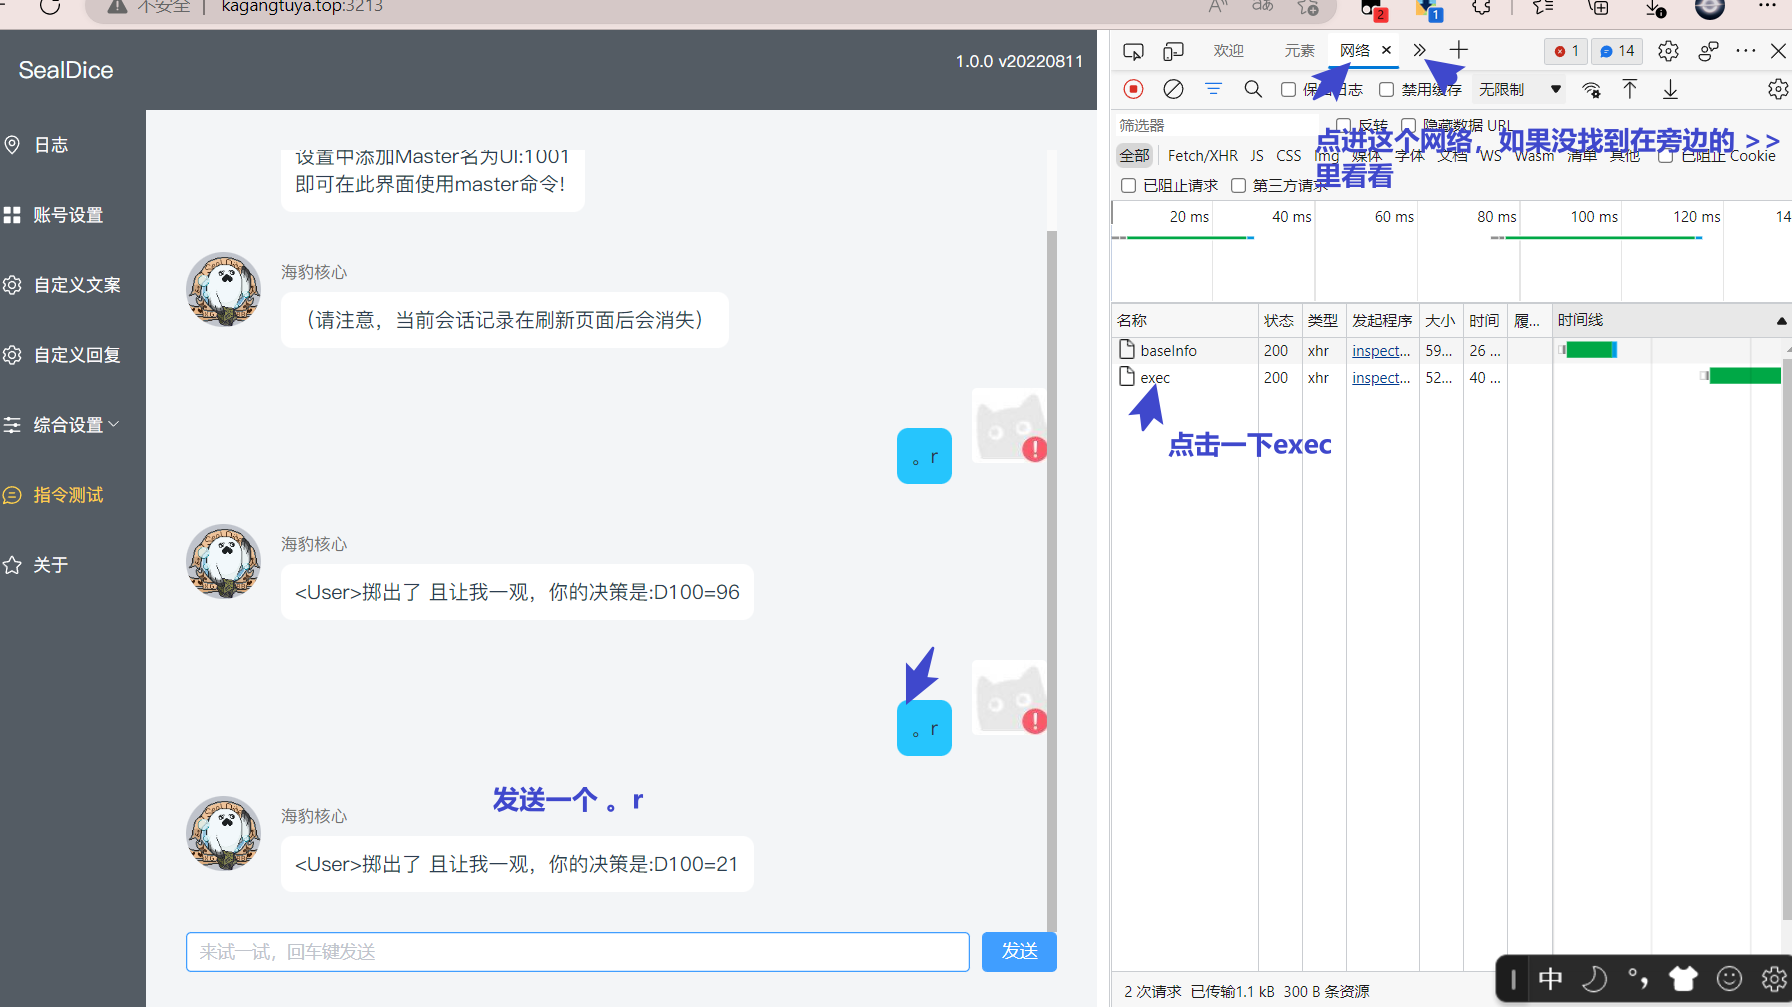 不安全 | kagangtuya.top:3213
2
1
SealDice
1.0.0 v20220811
日志
账号设置
自定义文案
自定义回复
综合设置
指令测试
关于
设置中添加Master名为UI:1001
即可在此界面使用master命令!
海豹核心
（请注意，当前会话记录在刷新页面后会消失）
。r
海豹核心
<User>掷出了 且让我一观，你的决策是:D100=96
。r
发送一个 。r
海豹核心
<User>掷出了 且让我一观，你的决策是:D100=21
来试一试，回车键发送
发送
欢迎 元素 网络
1 14
保留日志 禁用缓存 无限制
筛选器 反转 隐藏数据 URL
点进这个网络，如果没找到在旁边的 >>
里看看
全部 Fetch/XHR JS CSS Img 媒体 字体 文档 WS Wasm 清单 其他 已阻止 Cookie
已阻止请求 第三方请求
20 ms 40 ms 60 ms 80 ms 100 ms 120 ms 14
名称 状态 类型 发起程序 大小 时间 履... 时间线
baseInfo 200 xhr inspect... 59... 26 ...
exec 200 xhr inspect... 52... 40 ...
点击一下exec
2 次请求 已传输1.1 kB 300 B 条资源
中